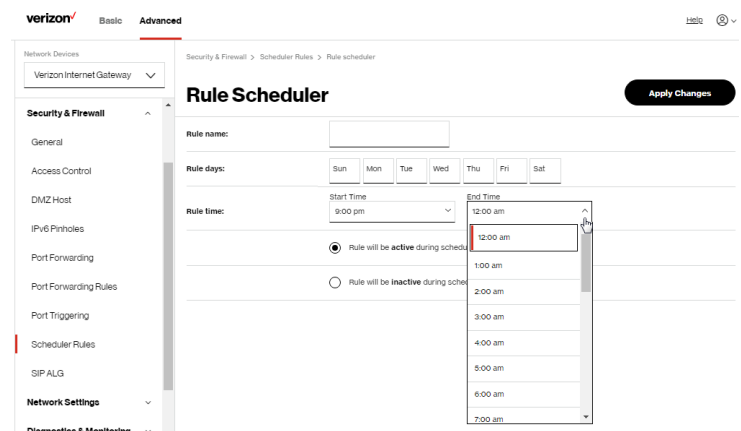 verizon Basic Advanced Help
Network Devices
Verizon Internet Gateway
Security & Firewall
General
Access Control
DMZ Host
IPv6 Pinholes
Port Forwarding
Port Forwarding Rules
Port Triggering
Scheduler Rules
SIP ALG
Network Settings
Diagnostics & Monitoring
Security & Firewall > Scheduler Rules > Rule scheduler
Rule Scheduler
Apply Changes
Rule name:
Rule days: Sun Mon Tue Wed Thu Fri Sat
Start Time End Time
Rule time: 9:00 pm 12:00 am
12:00 am
1:00 am
2:00 am
3:00 am
4:00 am
5:00 am
6:00 am
7:00 am
Rule will be active during schedu
Rule will be inactive during sched